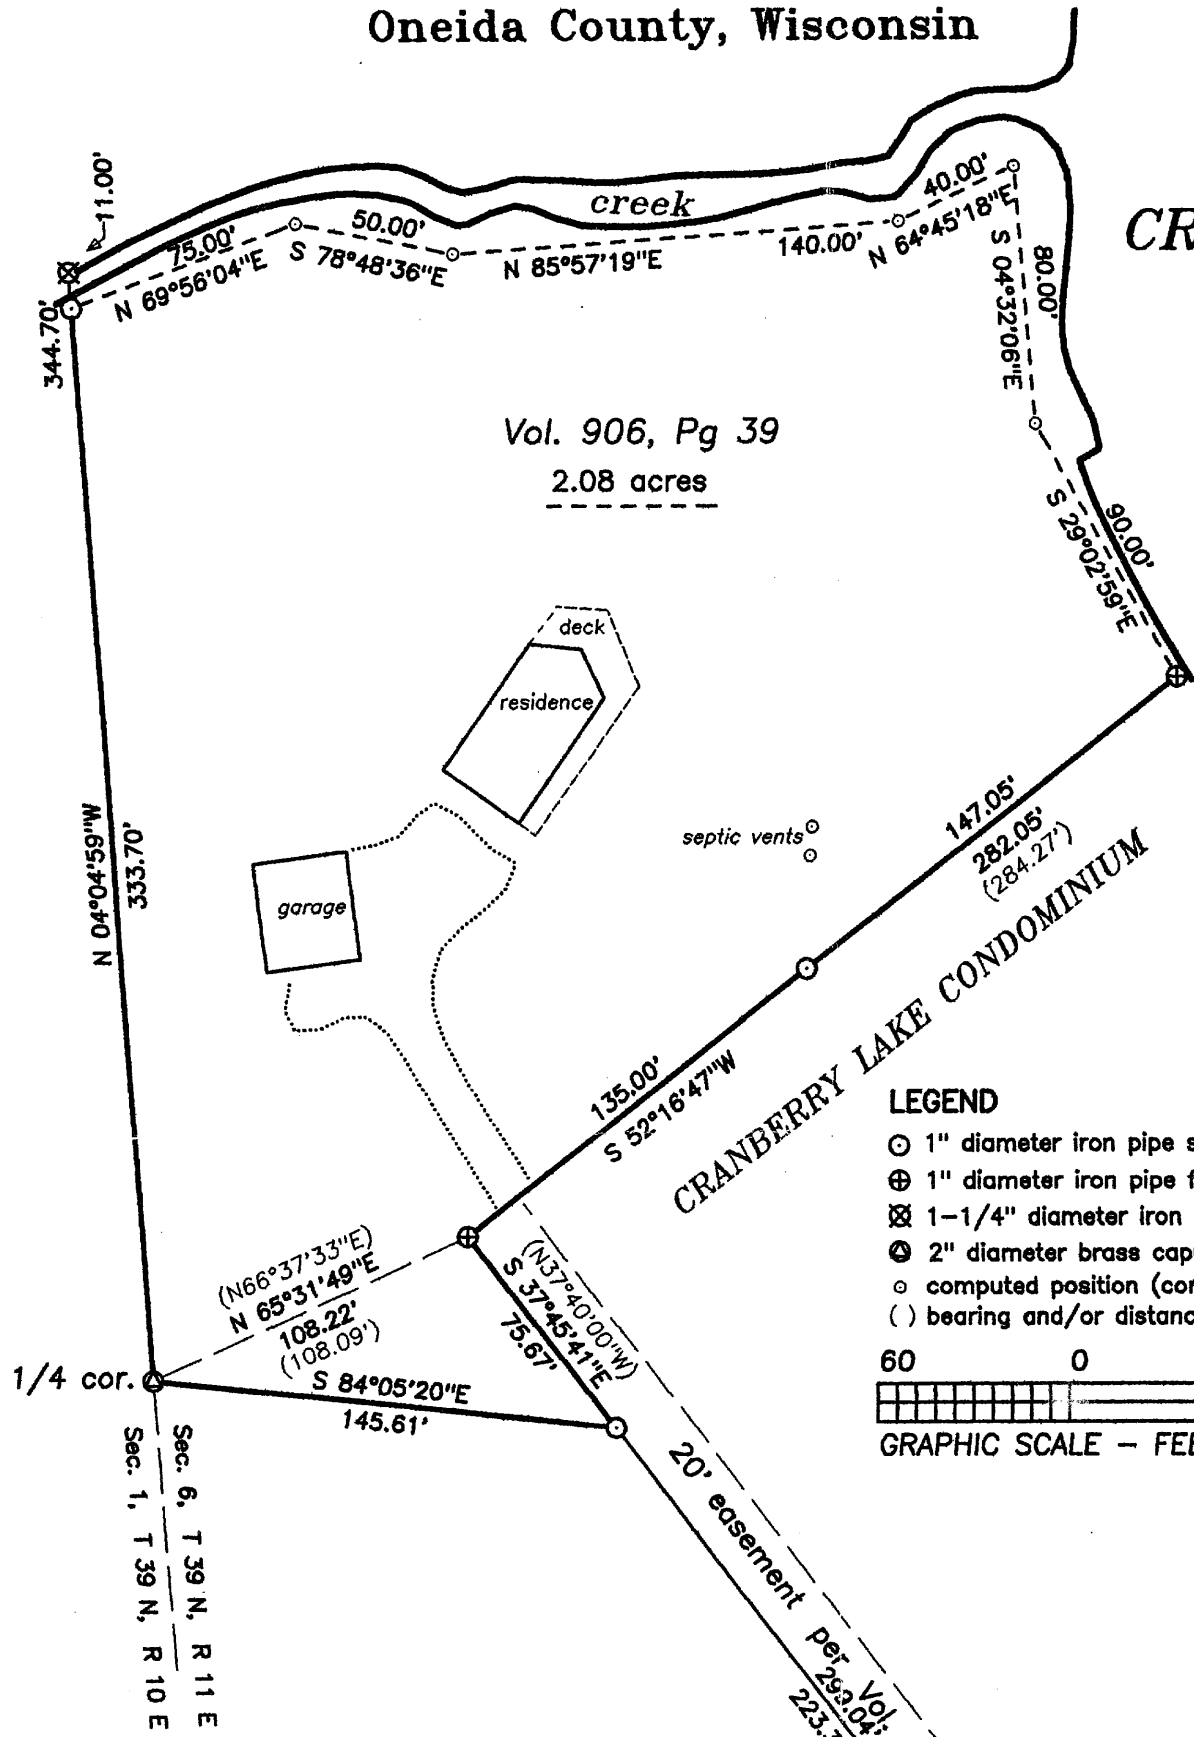 Oneida County, Wisconsin
11.00'
creek
40.00'
N 64°45'18"E
75.00'
N 69°56'04"E
50.00'
S 78°48'36"E
N 85°57'19"E
140.00'
CR
80.00'
S 04°32'06"E
344.70'
Vol. 906, Pg 39
2.08 acres
90.00'
S 29°02'59"E
deck
residence
N 04°04'59"W
333.70'
septic vents
147.05'
282.05'
(284.27')
garage
CRANBERRY LAKE CONDOMINIUM
135.00'
S 52°16'47"W
LEGEND
1" diameter iron pipe s
1" diameter iron pipe f
1-1/4" diameter iron
2" diameter brass cap
computed position (cor
( ) bearing and/or distanc
60 0
GRAPHIC SCALE - FEE
(N66°37'33"E)
N 65°31'49"E
108.22'
(108.09')
(N37°40'00"W)
S 37°45'41"E
75.67'
1/4 cor.
S 84°05'20"E
145.61'
Sec. 6, T 39 N, R 11 E
Sec. 1, T 39 N, R 10 E
20' easement per Vol.
299.04'